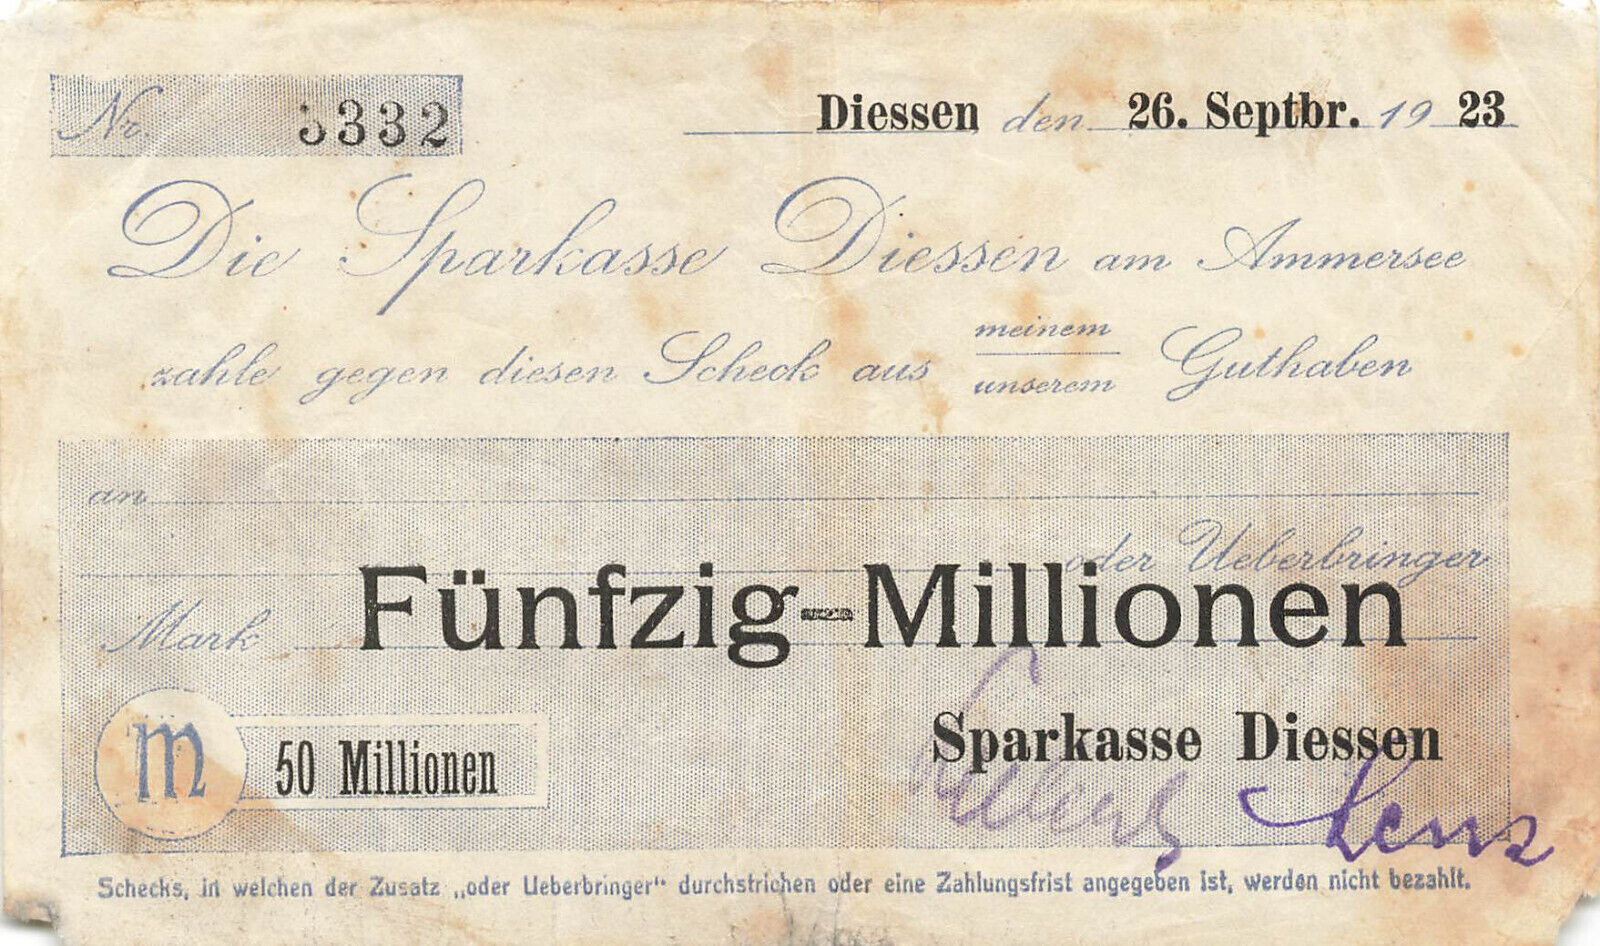 Nr. 3332
Diessen den 26. Septbr. 1923
Die Sparkasse Diessen am Ammersee
zahle gegen diesen Scheck aus meinem
unserem Guthaben
an
oder Ueberbringer
Mark Fünfzig-Millionen
M 50 Millionen
Sparkasse Diessen
Lenz
Schecks, in welchen der Zusatz „oder Ueberbringer“ durchstrichen oder eine Zahlungsfrist angegeben ist, werden nicht bezahlt.